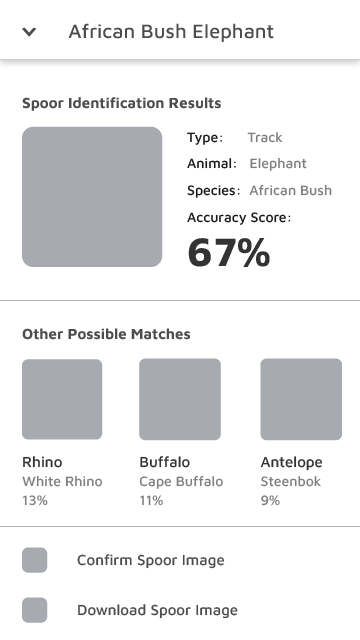 African Bush Elephant
Spoor Identification Results
Type: Track
Animal: Elephant
Species: African Bush
Accuracy Score:
67%
Other Possible Matches
Rhino
White Rhino
13%
Buffalo
Cape Buffalo
11%
Antelope
Steenbok
9%
Confirm Spoor Image
Download Spoor Image